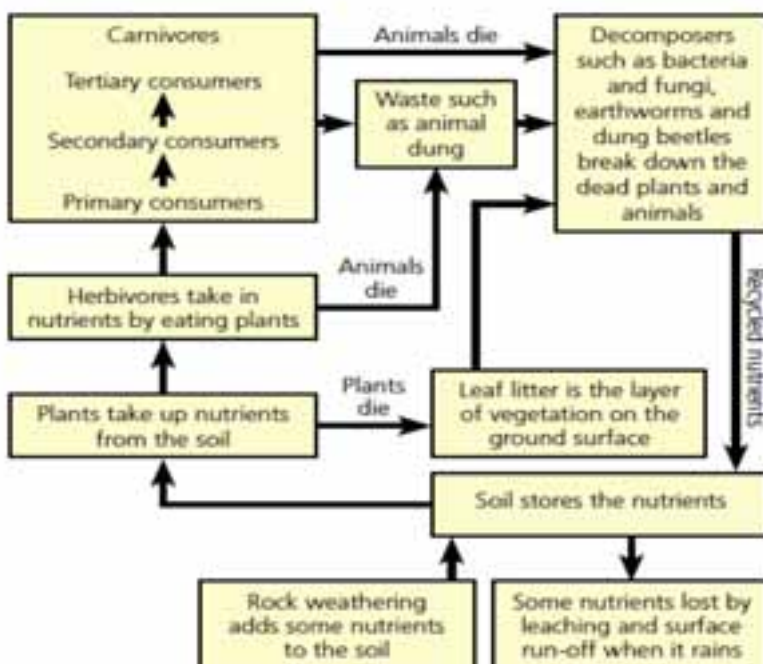 Carnivores
Tertiary consumers
Secondary consumers
Primary consumers
Animals die
Waste such
as animal
dung
Decomposers
such as bacteria
and fungi,
earthworms and
dung beetles
break down the
dead plants and
animals
Herbivores take in
nutrients by eating plants
Animals
die
Recycled nutrients
Plants take up nutrients
from the soil
Plants
die
Leaf litter is the layer
of vegetation on the
ground surface
Soil stores the nutrients
Rock weathering
adds some nutrients
to the soil
Some nutrients lost by
leaching and surface
run-off when it rains